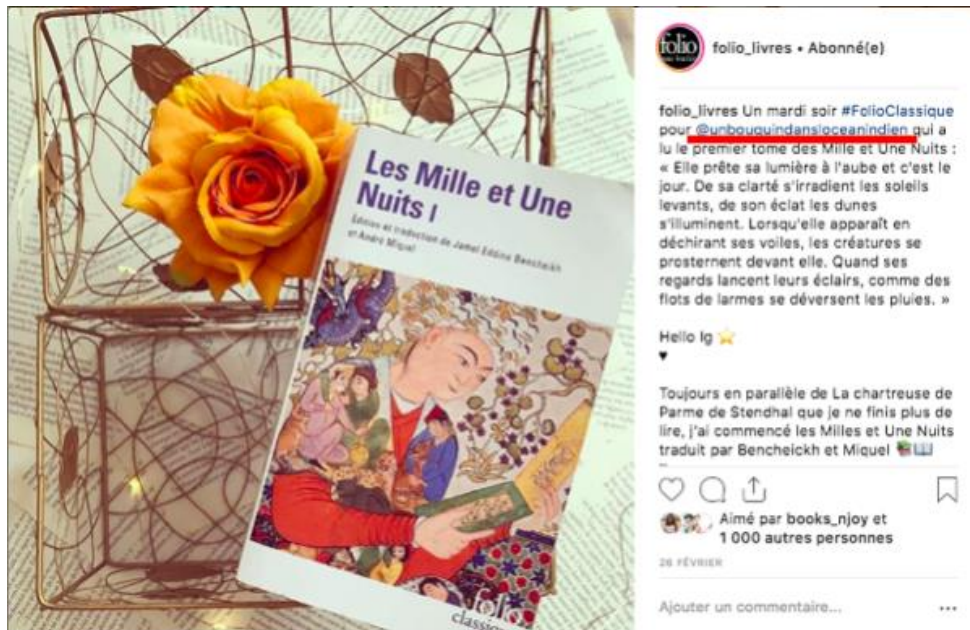 Les Mille et Une
Nuits I
Édition et traduction de Jamel Eddine Bencheikh
et André Miquel
folio
classique
folio
folio_livres • Abonné(e)
folio_livres Un mardi soir #FolioClassique
pour @unbouquindansloceanindien qui a
lu le premier tome des Mille et Une Nuits :
« Elle prête sa lumière à l'aube et c'est le
jour. De sa clarté s'irradient les soleils
levants, de son éclat les dunes
s'illuminent. Lorsqu'elle apparaît en
déchirant ses voiles, les créatures se
prosternent devant elle. Quand ses
regards lancent leurs éclairs, comme des
flots de larmes se déversent les pluies. »
Hello Ig ⭐
♥
Toujours en parallèle de La chartreuse de
Parme de Stendhal que je ne finis plus de
lire, j'ai commencé les Milles et Une Nuits
traduit par Bencheickh et Miquel 📚📖
Aimé par books_njoy et
1 000 autres personnes
26 FÉVRIER
Ajouter un commentaire...